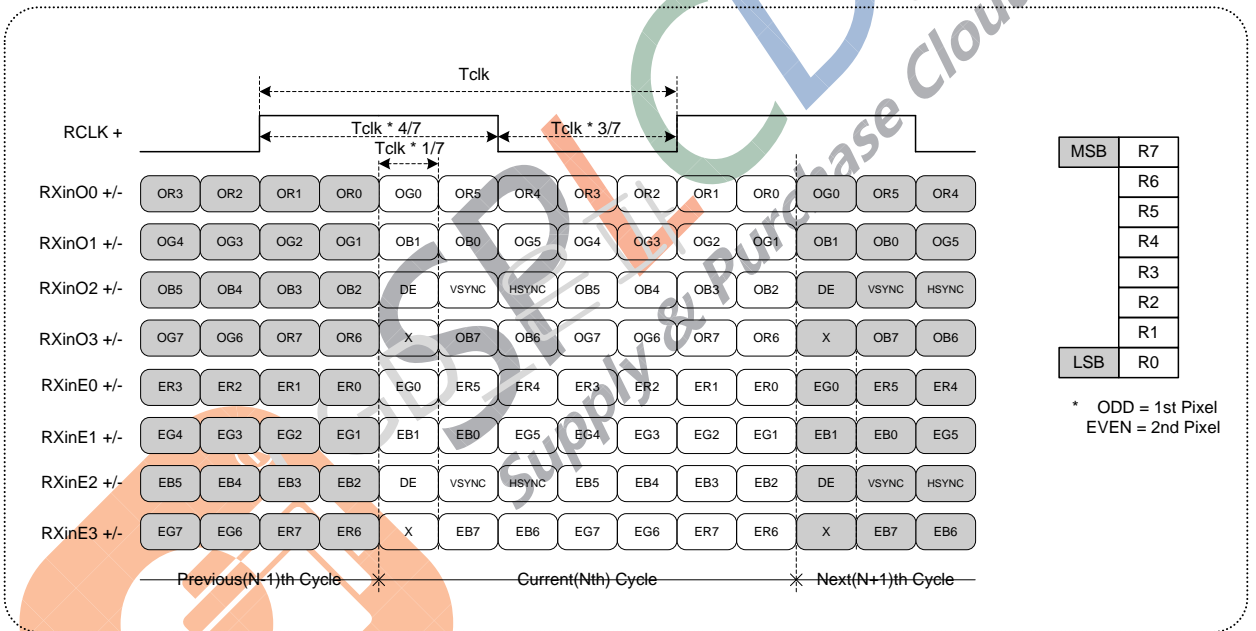 Tclk
RCLK +
Tclk * 4/7
Tclk * 3/7
Tclk * 1/7
RXinO0 +/- OR3 OR2 OR1 OR0 OG0 OR5 OR4 OR3 OR2 OR1 OR0 OG0 OR5 OR4
RXinO1 +/- OG4 OG3 OG2 OG1 OB1 OB0 OG5 OG4 OG3 OG2 OG1 OB1 OB0 OG5
RXinO2 +/- OB5 OB4 OB3 OB2 DE VSYNC HSYNC OB5 OB4 OB3 OB2 DE VSYNC HSYNC
RXinO3 +/- OG7 OG6 OR7 OR6 X OB7 OB6 OG7 OG6 OR7 OR6 X OB7 OB6
RXinE0 +/- ER3 ER2 ER1 ER0 EG0 ER5 ER4 ER3 ER2 ER1 ER0 EG0 ER5 ER4
RXinE1 +/- EG4 EG3 EG2 EG1 EB1 EB0 EG5 EG4 EG3 EG2 EG1 EB1 EB0 EG5
RXinE2 +/- EB5 EB4 EB3 EB2 DE VSYNC HSYNC EB5 EB4 EB3 EB2 DE VSYNC HSYNC
RXinE3 +/- EG7 EG6 ER7 ER6 X EB7 EB6 EG7 EG6 ER7 ER6 X EB7 EB6
Previous(N-1)th Cycle Current(Nth) Cycle Next(N+1)th Cycle
MSB R7
R6
R5
R4
R3
R2
R1
LSB R0
* ODD = 1st Pixel
EVEN = 2nd Pixel
SPLCD
Supply & Purchase Cloud